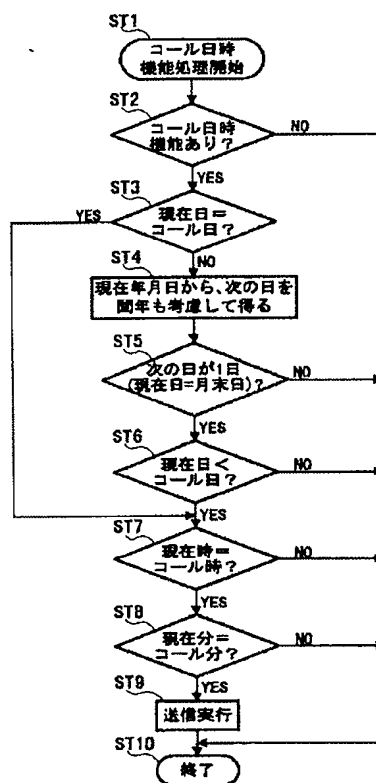 ST1
コール日時
機能処理開始
ST2
コール日時
機能あり?
NO
YES
ST3
YES
現在日=
コール日?
NO
ST4
現在年月日から、次の日を
閏年も考慮して得る
ST5
次の日が1日
(現在日=月末日)?
NO
YES
ST6
現在日<
コール日?
NO
YES
ST7
現在時=
コール時?
NO
YES
ST8
現在分=
コール分?
NO
YES
ST9
送信実行
ST10
終了